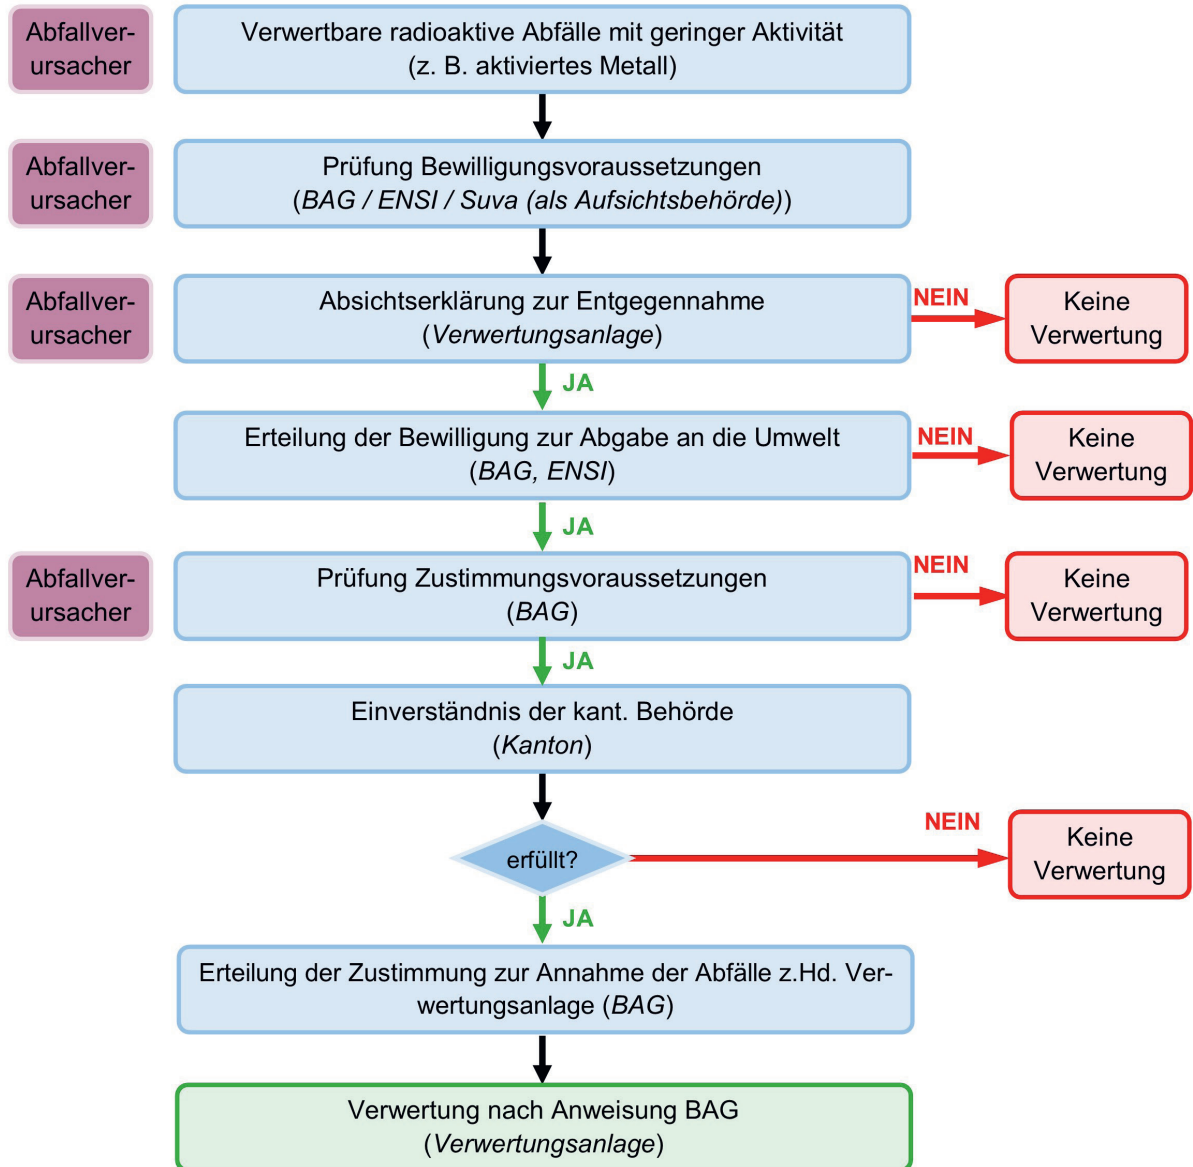 Abfallver-
ursacher
Verwertbare radioaktive Abfälle mit geringer Aktivität
(z. B. aktiviertes Metall)
Abfallver-
ursacher
Prüfung Bewilligungsvoraussetzungen
(BAG / ENSI / Suva (als Aufsichtsbehörde))
Abfallver-
ursacher
Absichtserklärung zur Entgegennahme
(Verwertungsanlage)
NEIN
Keine
Verwertung
JA
Erteilung der Bewilligung zur Abgabe an die Umwelt
(BAG, ENSI)
NEIN
Keine
Verwertung
JA
Abfallver-
ursacher
Prüfung Zustimmungsvoraussetzungen
(BAG)
NEIN
Keine
Verwertung
JA
Einverständnis der kant. Behörde
(Kanton)
erfüllt?
NEIN
Keine
Verwertung
JA
Erteilung der Zustimmung zur Annahme der Abfälle z.Hd. Ver-
wertungsanlage (BAG)
Verwertung nach Anweisung BAG
(Verwertungsanlage)